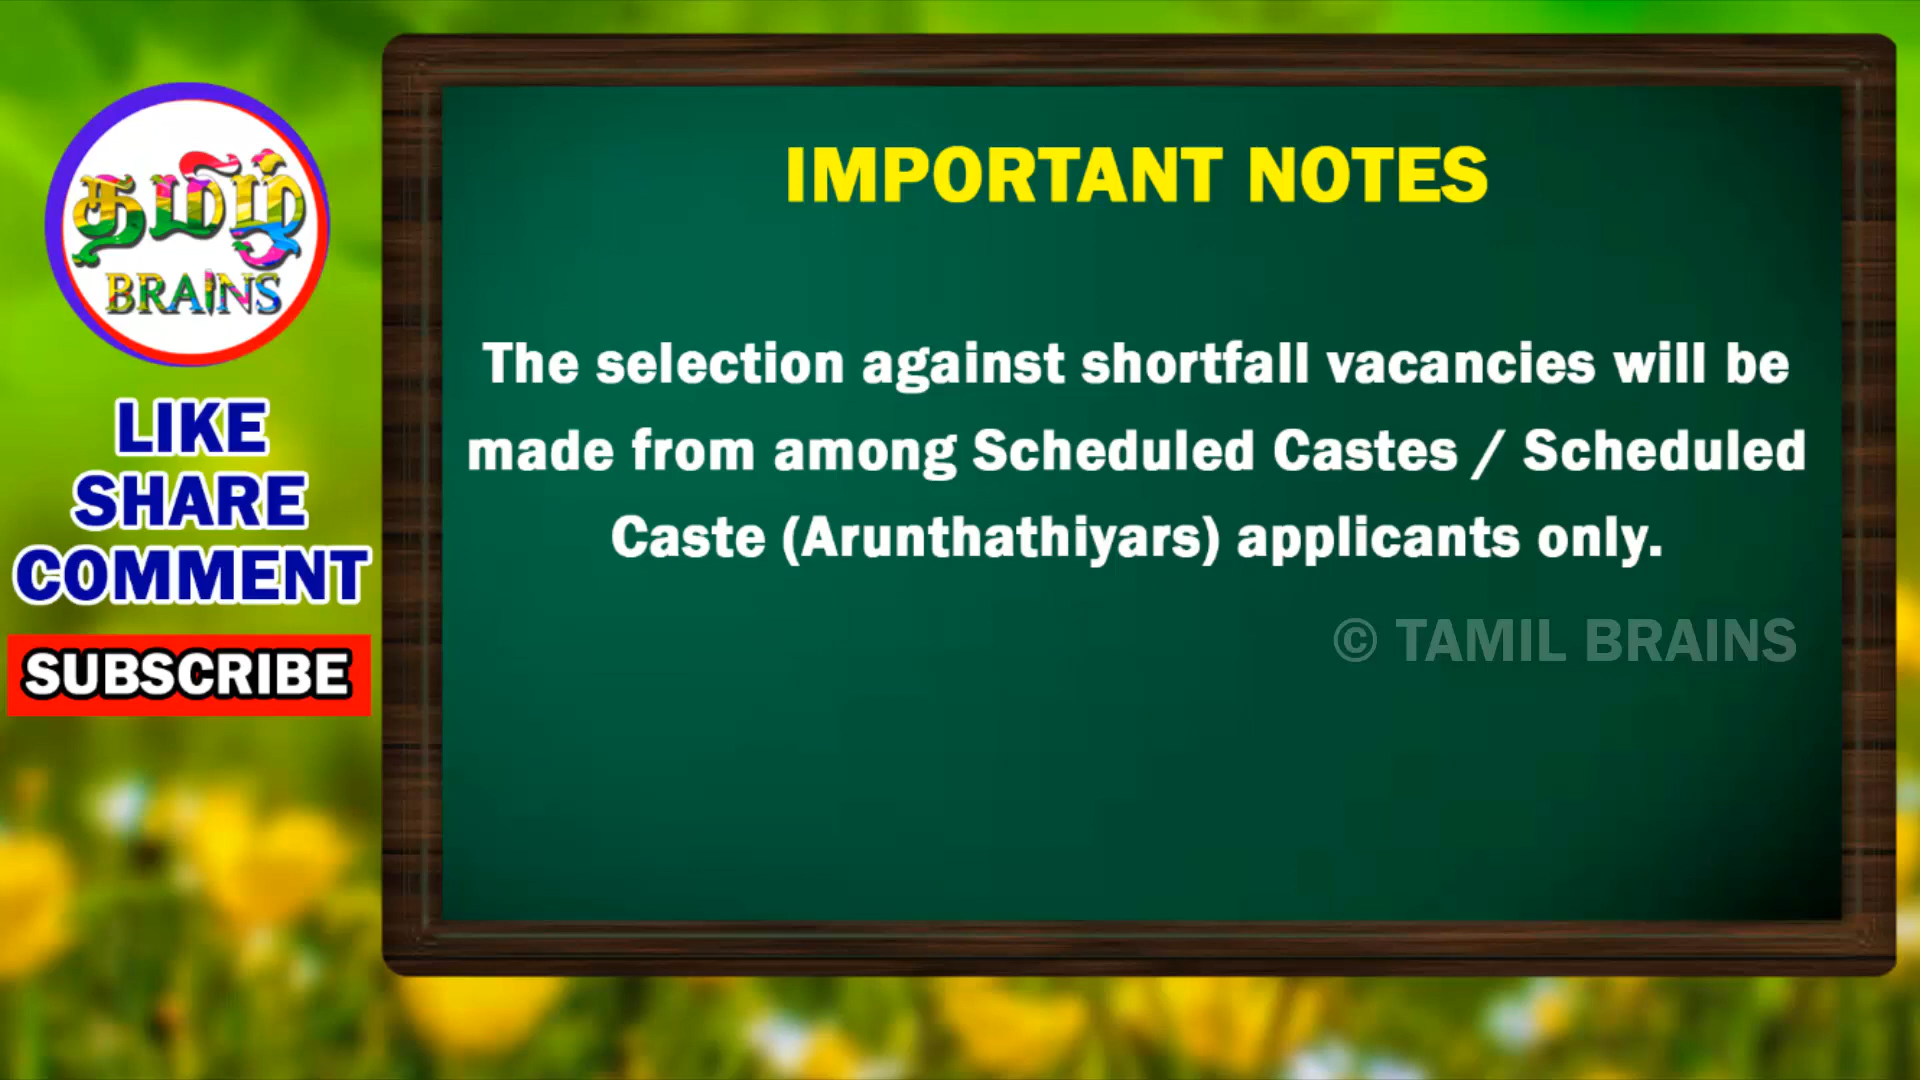 தமிழ்
BRAINS
LIKE
SHARE
COMMENT
SUBSCRIBE
IMPORTANT NOTES
The selection against shortfall vacancies will be
made from among Scheduled Castes / Scheduled
Caste (Arunthathiyars) applicants only.
© TAMIL BRAINS